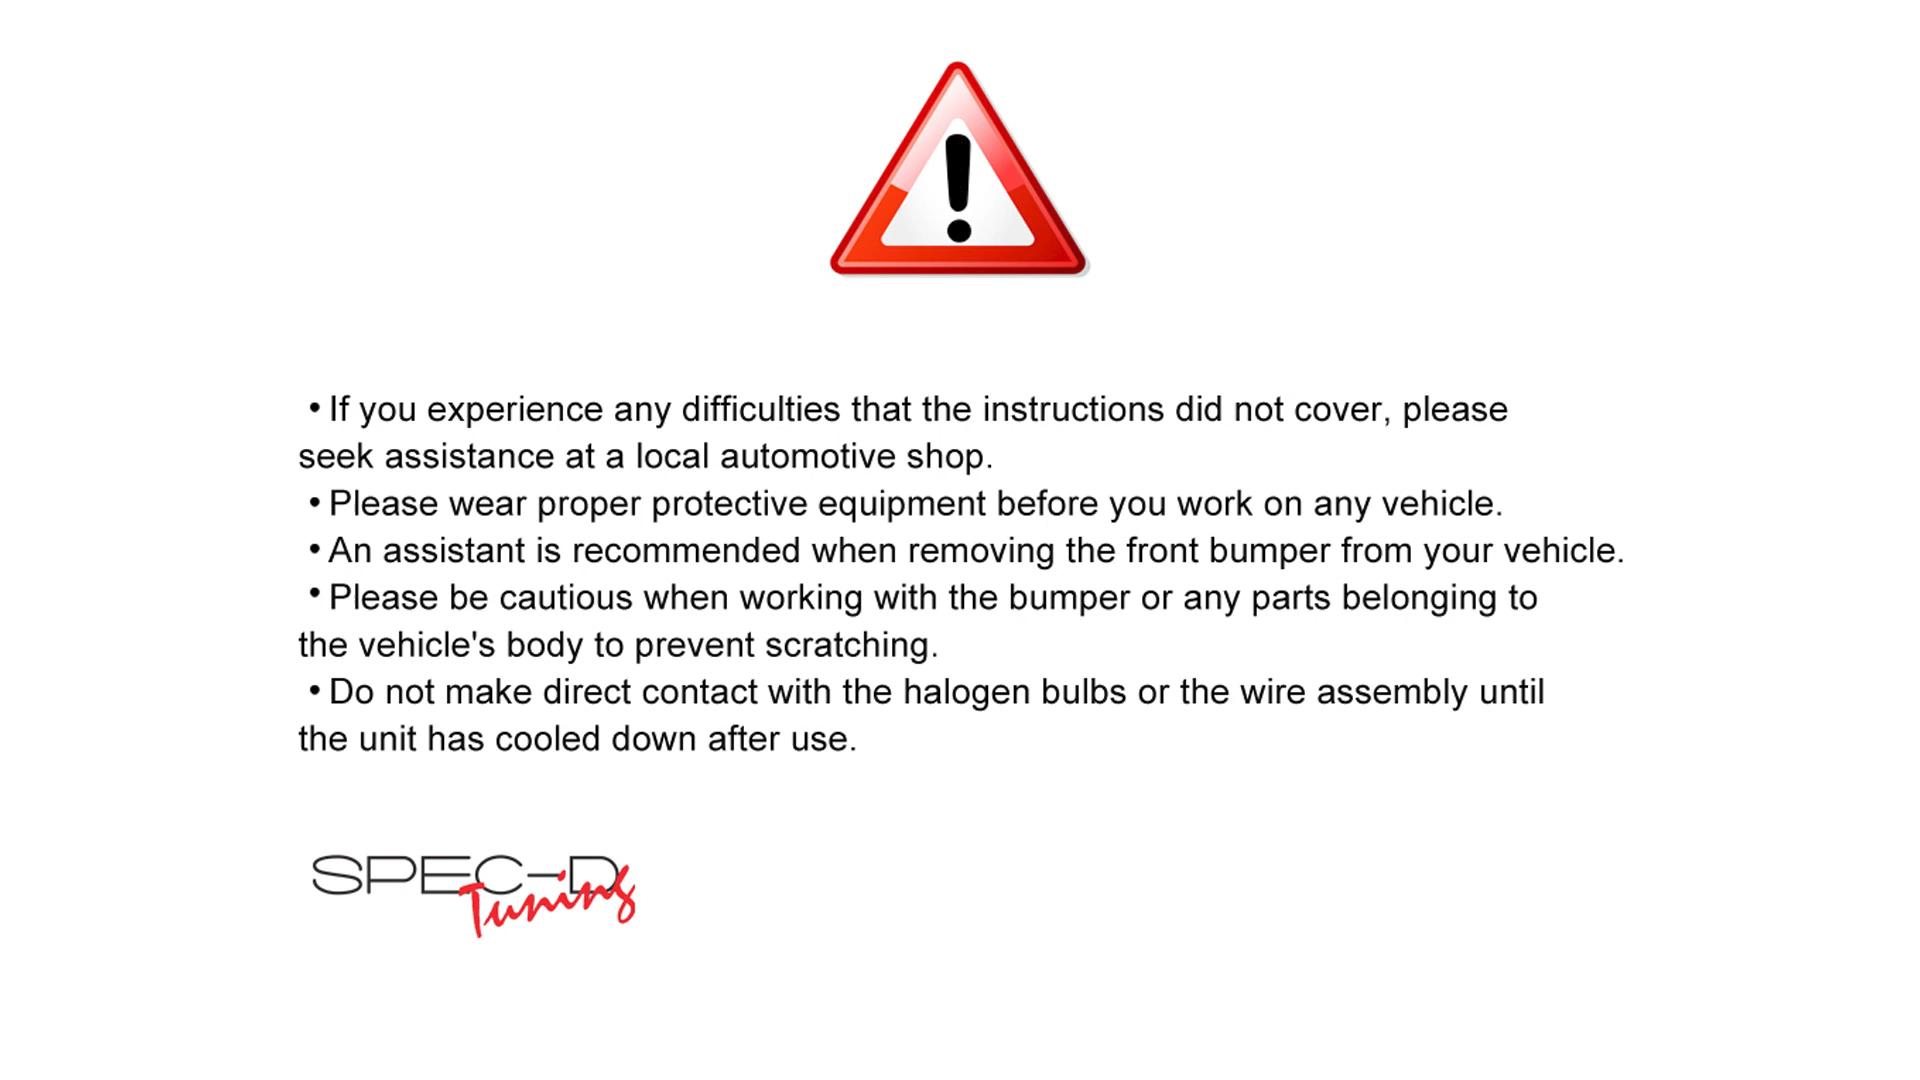 •If you experience any difficulties that the instructions did not cover, please
seek assistance at a local automotive shop.
•Please wear proper protective equipment before you work on any vehicle.
•An assistant is recommended when removing the front bumper from your vehicle.
•Please be cautious when working with the bumper or any parts belonging to
the vehicle's body to prevent scratching.
•Do not make direct contact with the halogen bulbs or the wire assembly until
the unit has cooled down after use.
SPEC-D
Tuning